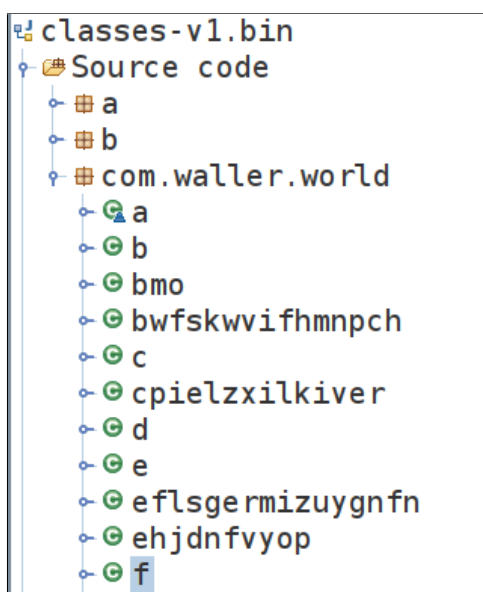 classes-v1.bin
Source code
a
b
com.waller.world
a
b
bmo
bwfskwvifhmnpch
c
cpielzxilkiver
d
e
eflsgermizuygnfn
ehjdnfvyop
f